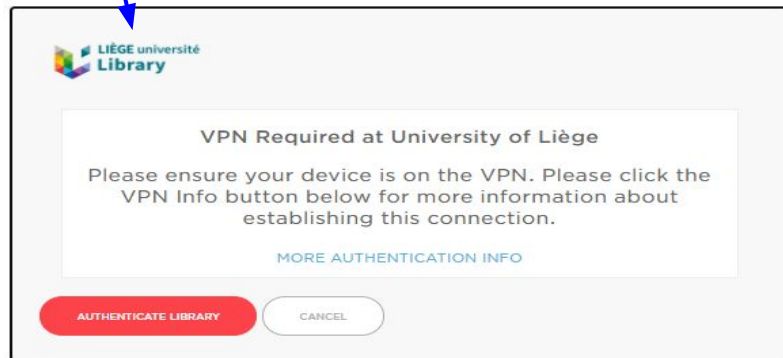 LIÈGE université
Library
VPN Required at University of Liège
Please ensure your device is on the VPN. Please click the
VPN Info button below for more information about
establishing this connection.
MORE AUTHENTICATION INFO
AUTHENTICATE LIBRARY CANCEL